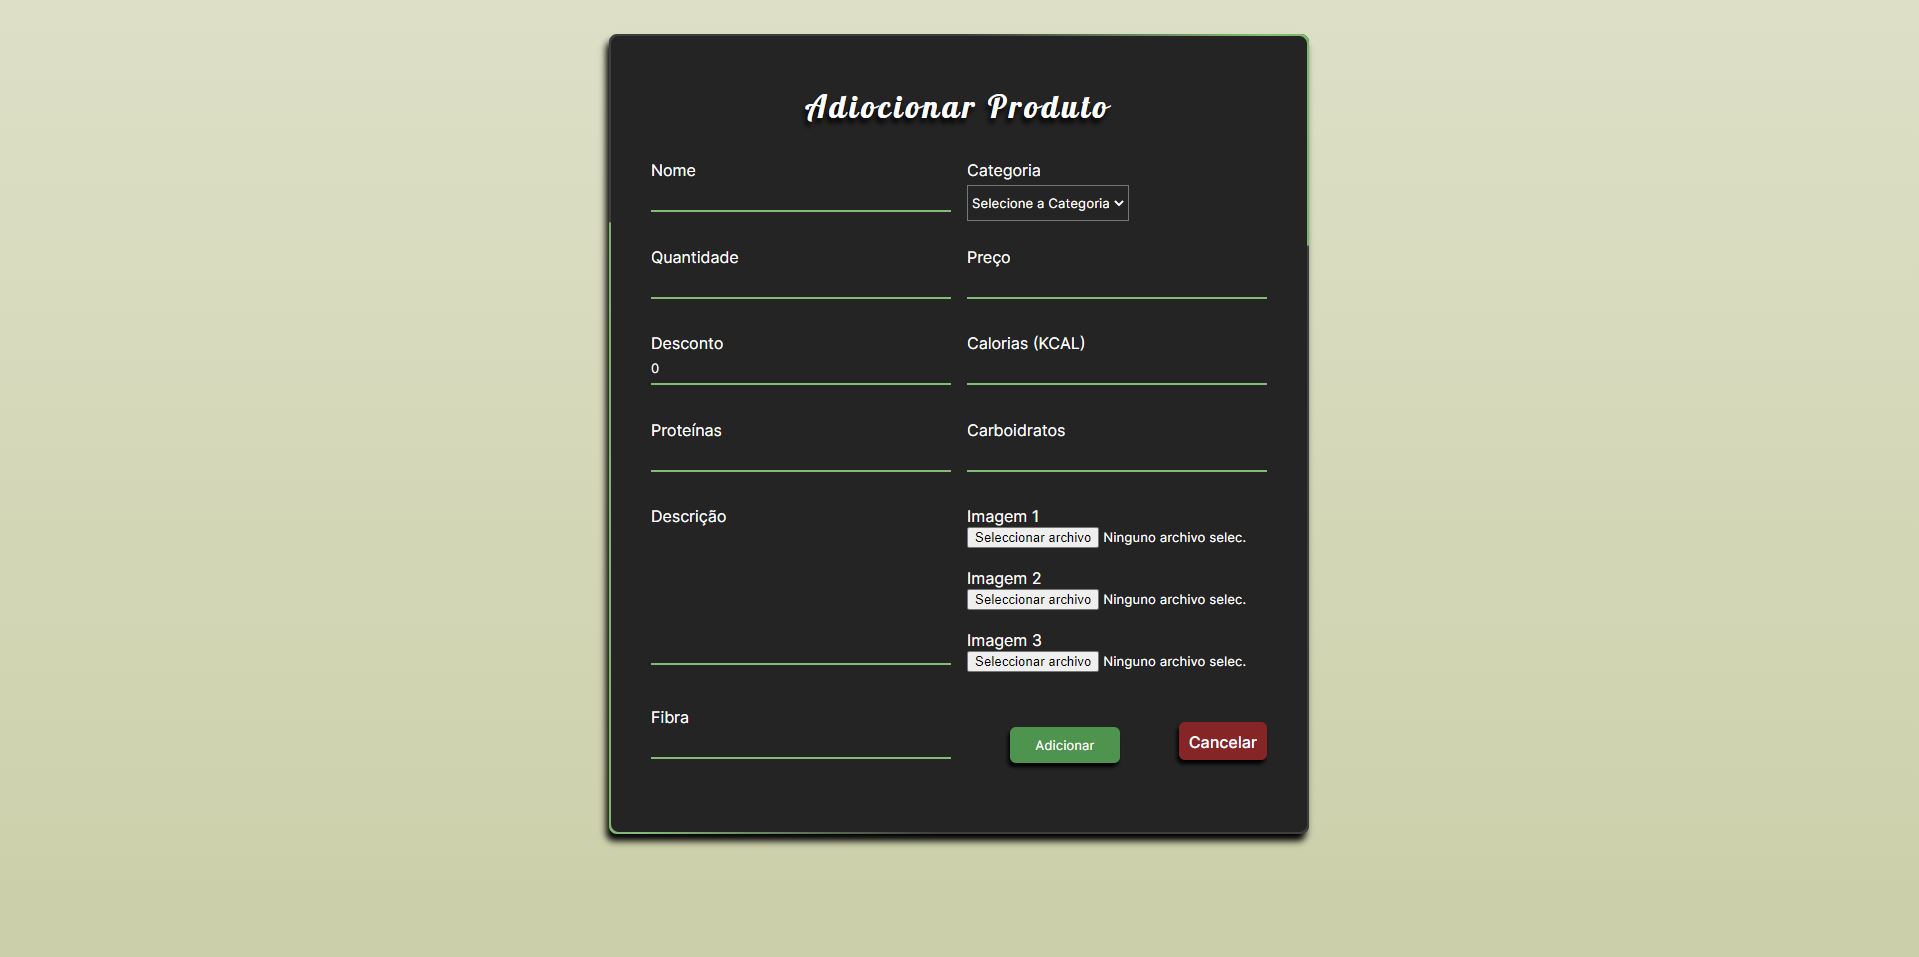 Adiocionar Produto
Nome
Categoria
Selecione a Categoria
Quantidade
Preço
Desconto
0
Calorias (KCAL)
Proteínas
Carboidratos
Descrição
Imagem 1
Seleccionar archivo Ninguno archivo selec.
Imagem 2
Seleccionar archivo Ninguno archivo selec.
Imagem 3
Seleccionar archivo Ninguno archivo selec.
Fibra
Adicionar
Cancelar